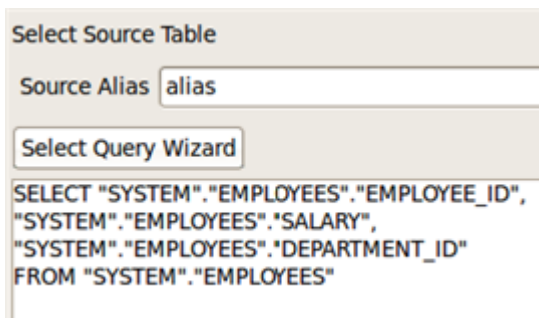 Select Source Table
Source Alias alias
Select Query Wizard
SELECT "SYSTEM"."EMPLOYEES"."EMPLOYEE_ID",
"SYSTEM"."EMPLOYEES"."SALARY",
"SYSTEM"."EMPLOYEES"."DEPARTMENT_ID"
FROM "SYSTEM"."EMPLOYEES"